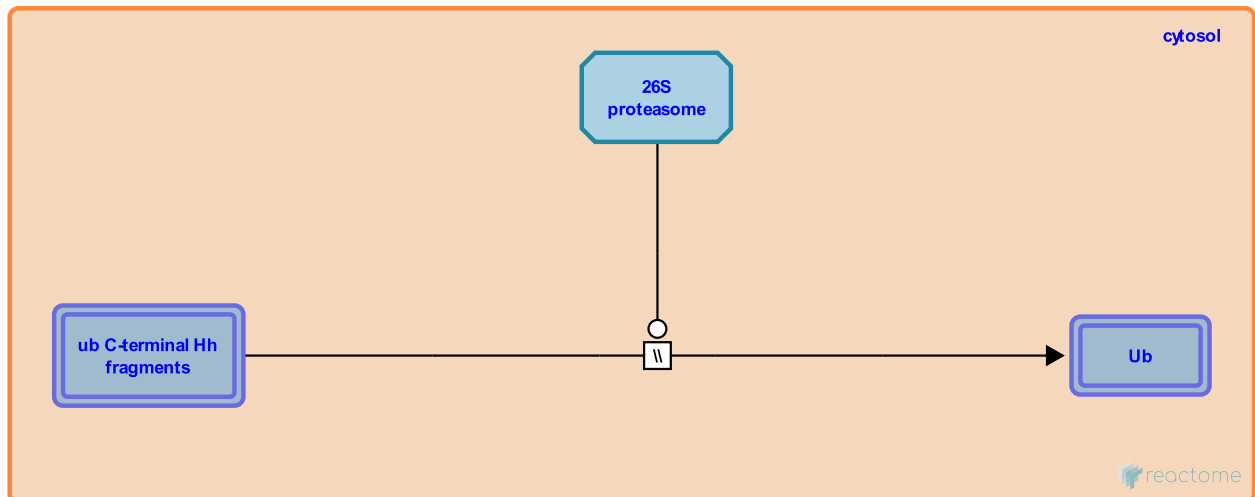 cytosol
26S
proteasome
ub C-terminal Hh
fragments
\\
Ub
reactome